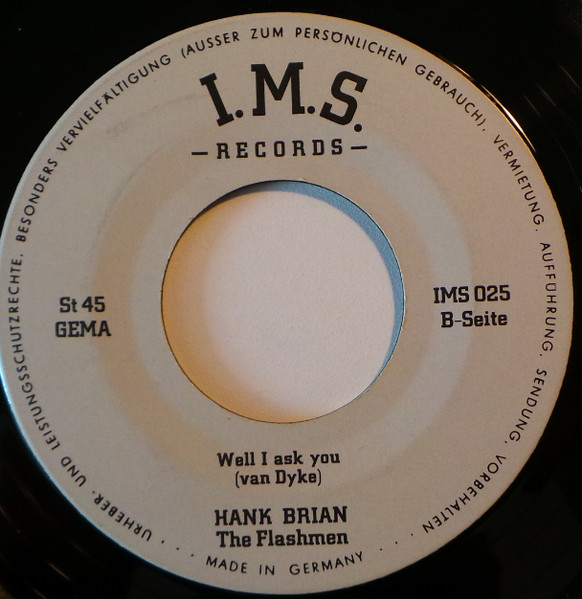 I.M.S.
– RECORDS –
St 45
GEMA
IMS 025
B-Seite
Well I ask you
(van Dyke)
HANK BRIAN
The Flashmen
URHEBER- UND LEISTUNGSSCHUTZRECHTE, BESONDERS VERVIELFÄLTIGUNG (AUSSER ZUM PERSÖNLICHEN GEBRAUCH), VERMIETUNG, AUFFÜHRUNG, SENDUNG, VORBEHALTEN
. . . MADE IN GERMANY . . .